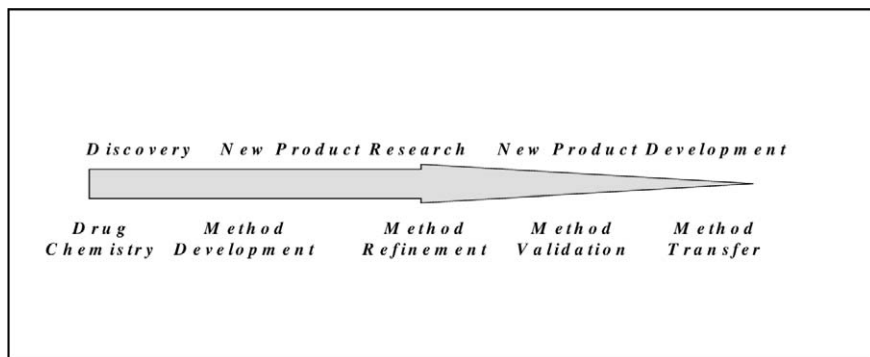 Discovery New Product Research New Product Development
Drug Method Method Method Method
Chemistry Development Refinement Validation Transfer